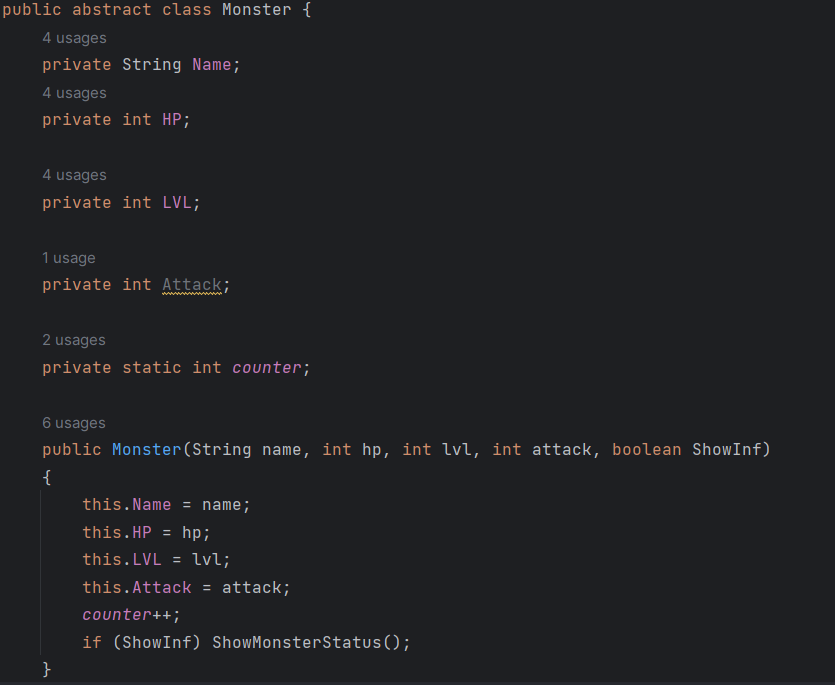 public abstract class Monster {
4 usages
private String Name;
4 usages
private int HP;
4 usages
private int LVL;
1 usage
private int Attack;
2 usages
private static int counter;
6 usages
public Monster(String name, int hp, int lvl, int attack, boolean ShowInf)
{
this.Name = name;
this.HP = hp;
this.LVL = lvl;
this.Attack = attack;
counter++;
if (ShowInf) ShowMonsterStatus();
}